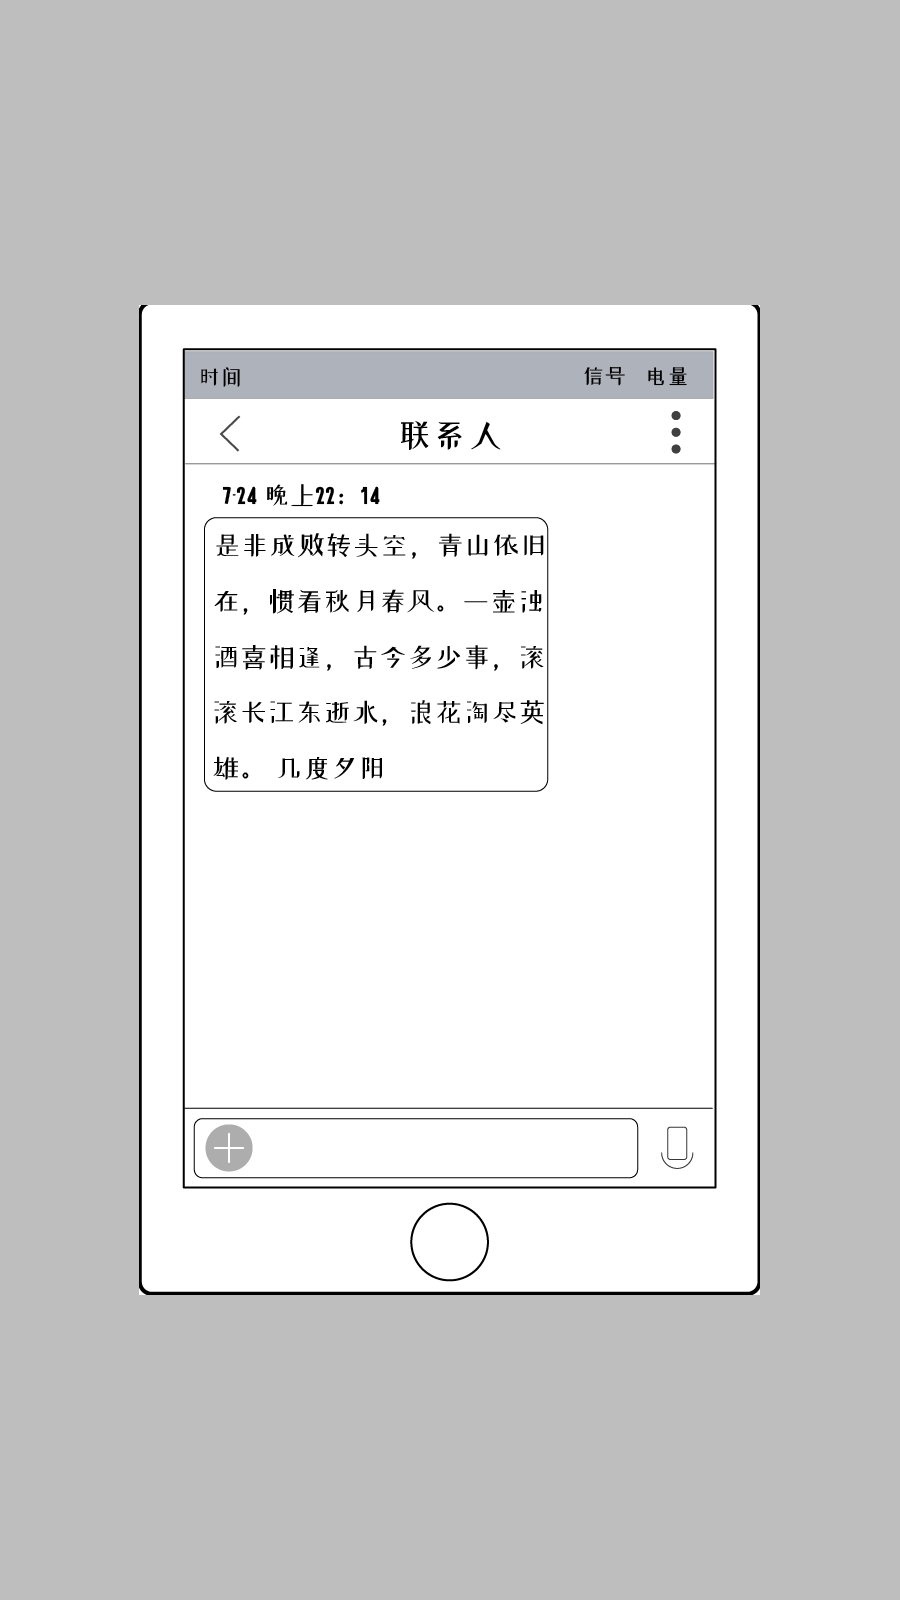 时间 信号 电量
联系人
7·24 晚上22：14
是非成败转头空，青山依旧
在，惯看秋月春风。一壶浊
酒喜相逢，古今多少事，滚
滚长江东逝水，浪花淘尽英
雄。 几度夕阳